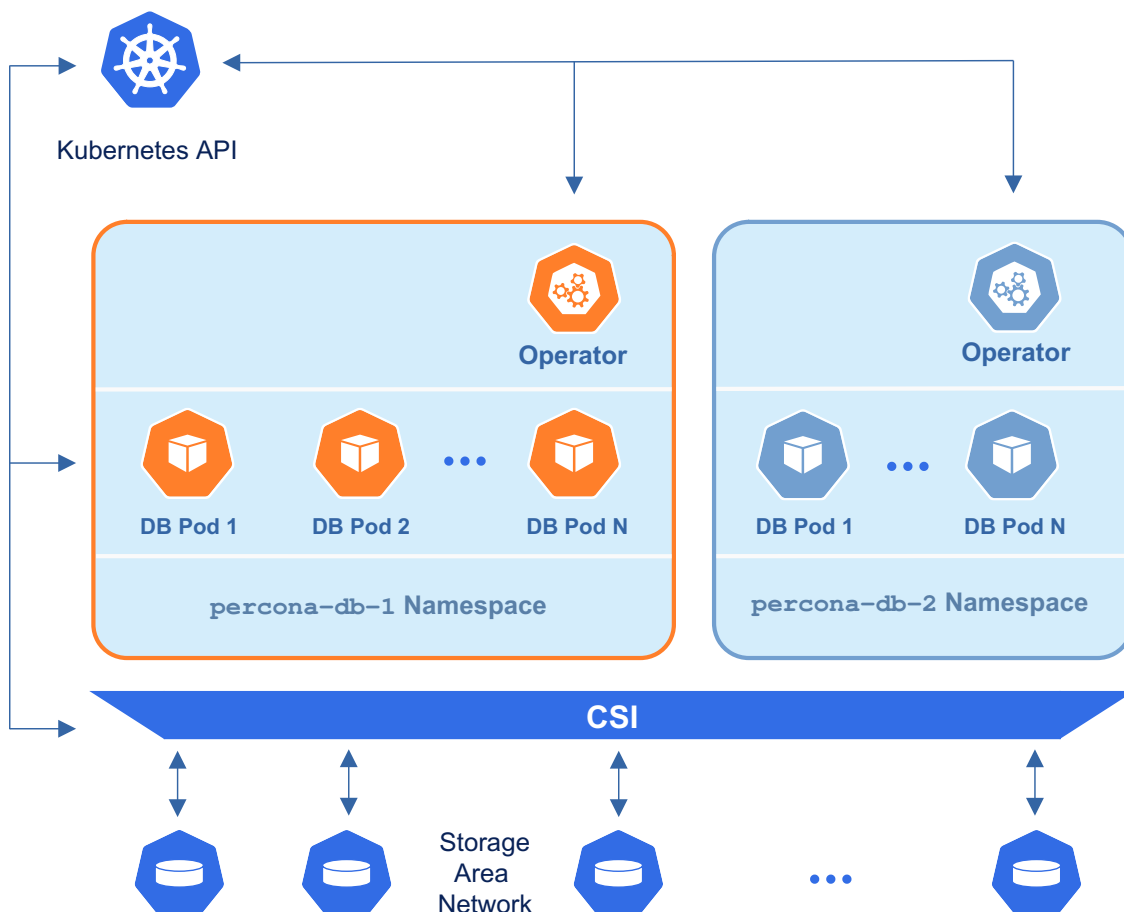 Kubernetes API
Operator
Operator
DB Pod 1
DB Pod 2
•••
DB Pod N
DB Pod 1
•••
DB Pod N
percona-db-1 Namespace
percona-db-2 Namespace
CSI
Storage
Area
Network
•••